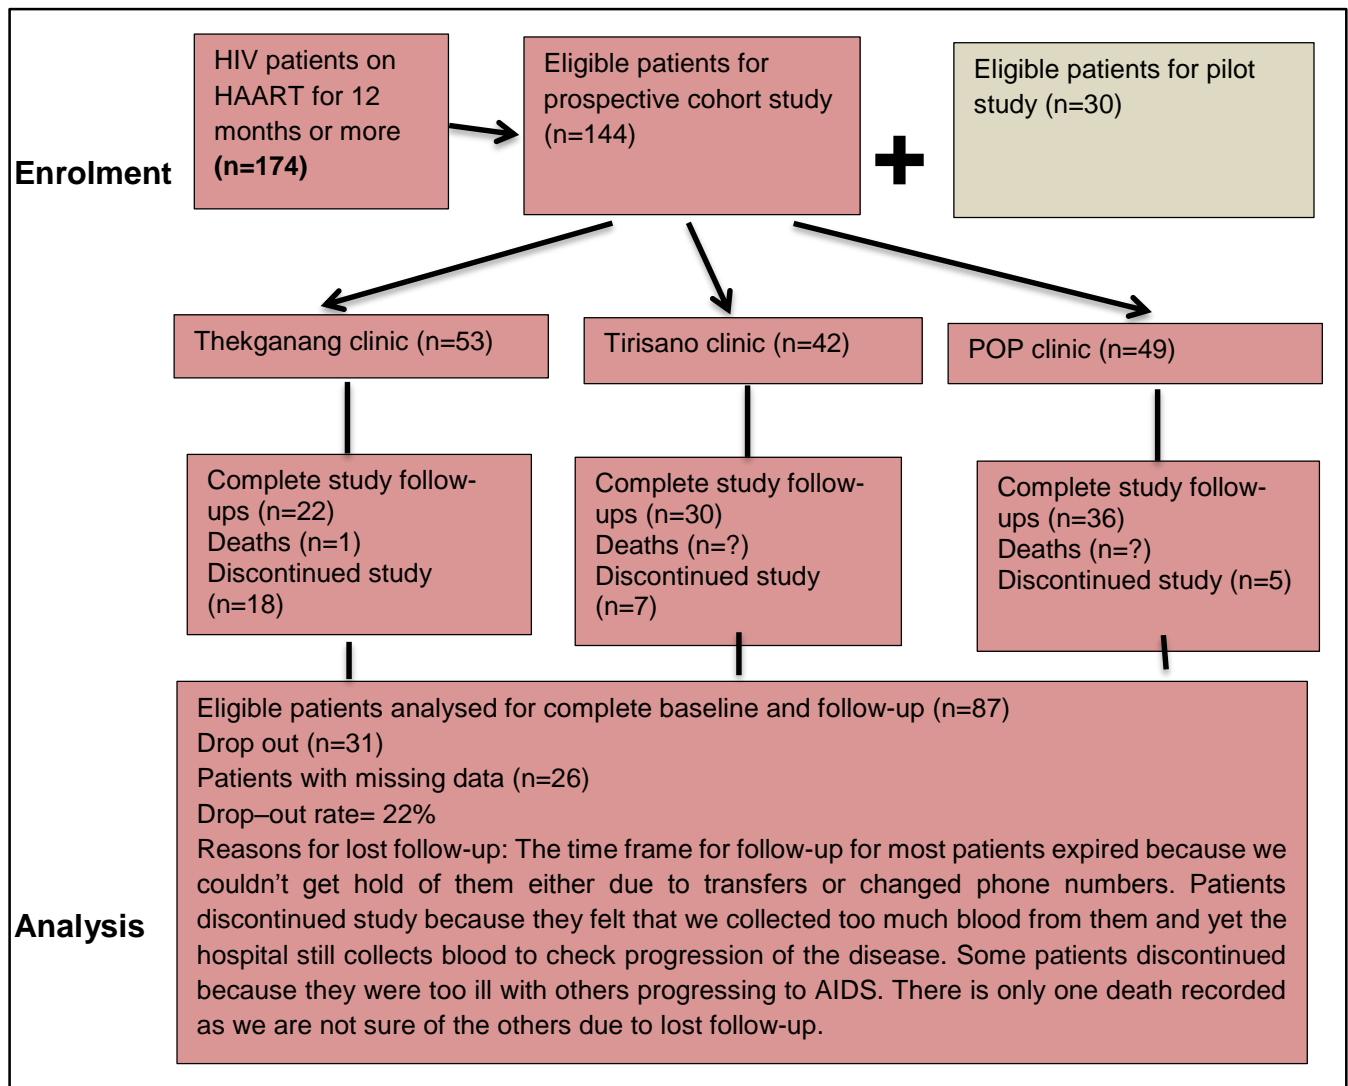 HIV patients on
HAART for 12
months or more
(n=174)
Eligible patients for
prospective cohort study
(n=144)
+
Eligible patients for pilot
study (n=30)
Enrolment
Thekganang clinic (n=53)
Tirisano clinic (n=42)
POP clinic (n=49)
Complete study follow-
ups (n=22)
Deaths (n=1)
Discontinued study
(n=18)
Complete study follow-
ups (n=30)
Deaths (n=?)
Discontinued study
(n=7)
Complete study follow-
ups (n=36)
Deaths (n=?)
Discontinued study (n=5)
Eligible patients analysed for complete baseline and follow-up (n=87)
Drop out (n=31)
Patients with missing data (n=26)
Drop–out rate= 22%
Reasons for lost follow-up: The time frame for follow-up for most patients expired because we
couldn’t get hold of them either due to transfers or changed phone numbers. Patients
discontinued study because they felt that we collected too much blood from them and yet the
hospital still collects blood to check progression of the disease. Some patients discontinued
because they were too ill with others progressing to AIDS. There is only one death recorded
as we are not sure of the others due to lost follow-up.
Analysis